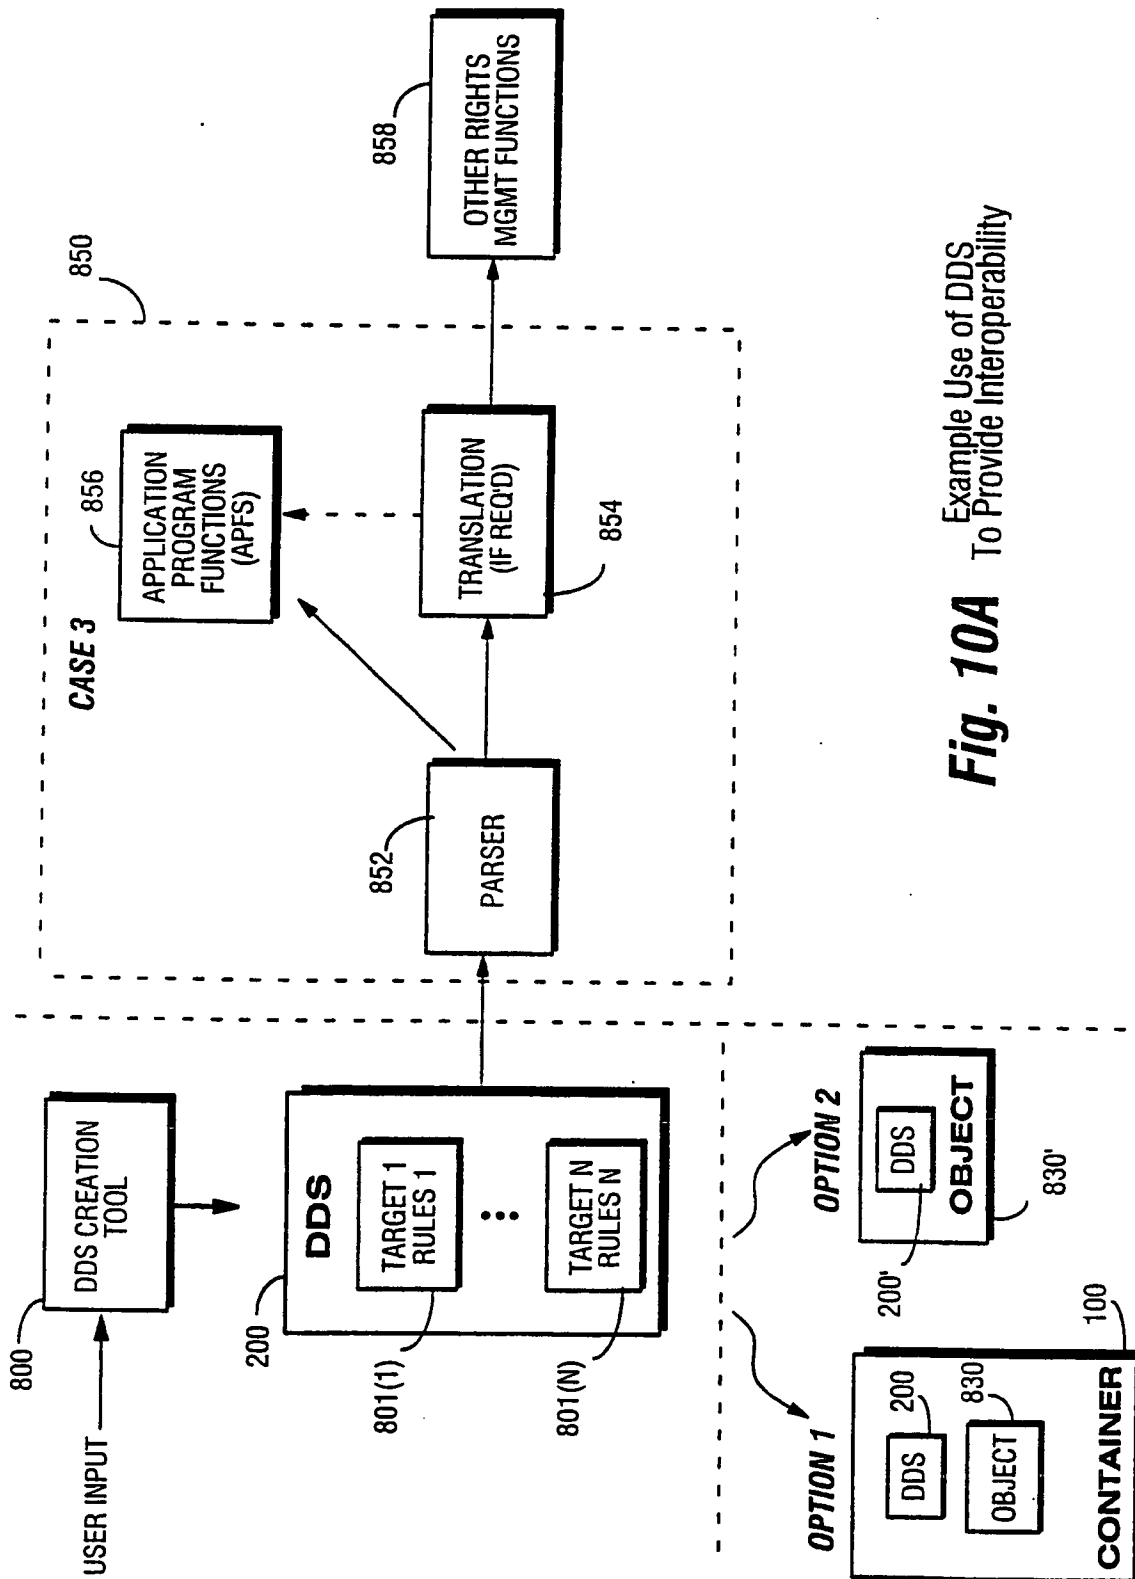 USER INPUT
800
DDS CREATION
TOOL
200
DDS
TARGET 1
RULES 1
801(1)
TARGET N
RULES N
801(N)
850
CASE 3
852
PARSER
856
APPLICATION
PROGRAM
FUNCTIONS
(APFS)
TRANSLATION
(IF REQ'D)
854
858
OTHER RIGHTS
MGMT FUNCTIONS
OPTION 1
DDS
200
OBJECT
830
CONTAINER
100
OPTION 2
DDS
200'
OBJECT
830'
Fig. 10A
Example Use of DDS
To Provide Interoperability